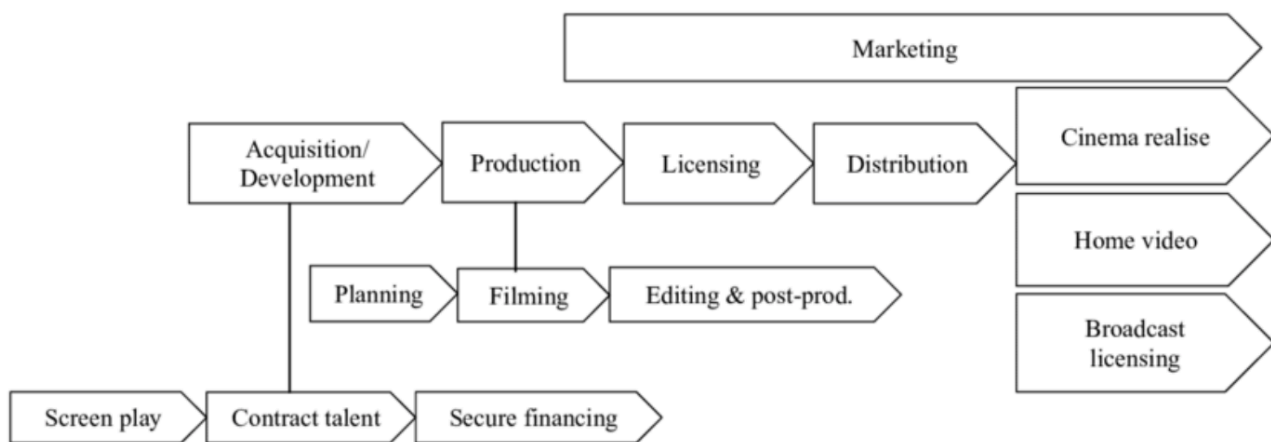 Marketing
Acquisition/
Development
Production
Licensing
Distribution
Cinema realise
Home video
Broadcast
licensing
Planning
Filming
Editing & post-prod.
Screen play
Contract talent
Secure financing